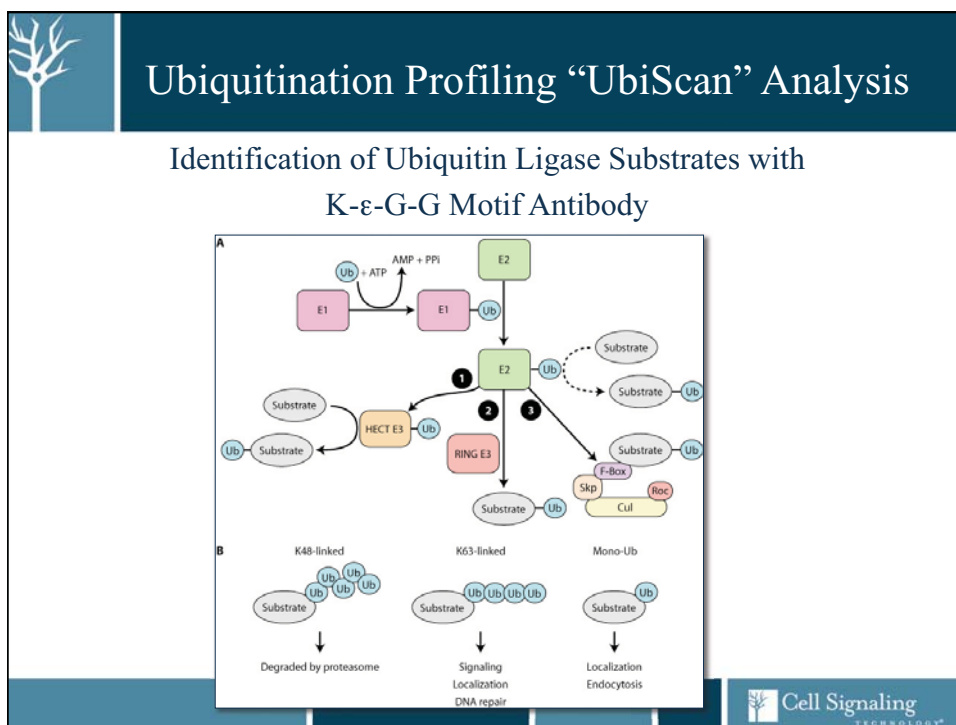 Ubiquitination Profiling “UbiScan” Analysis
Identification of Ubiquitin Ligase Substrates with
K-ε-G-G Motif Antibody
A
Ub + ATP
AMP + PPi
E2
E1
E1
Ub
E2
Ub
Substrate
Substrate
Ub
1
2
3
Substrate
HECT E3
Ub
Ub
Substrate
RING E3
Substrate
Ub
F-Box
Skp
Roc
Cul
Substrate
Ub
B
K48-linked
K63-linked
Mono-Ub
Substrate
Ub
Ub
Ub
Ub
Ub
Substrate
Ub Ub Ub Ub
Substrate
Ub
Degraded by proteasome
Signaling
Localization
DNA repair
Localization
Endocytosis
Cell Signaling
TECHNOLOGY®